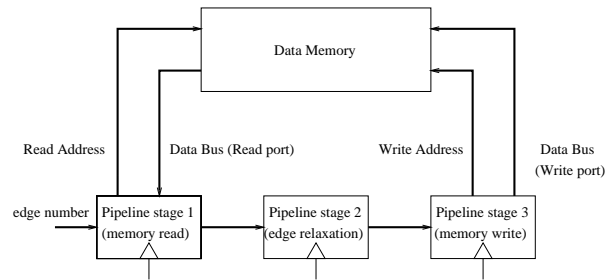 Data Memory
Read Address
Data Bus (Read port)
Write Address
Data Bus
(Write port)
edge number
Pipeline stage 1
(memory read)
Pipeline stage 2
(edge relaxation)
Pipeline stage 3
(memory write)